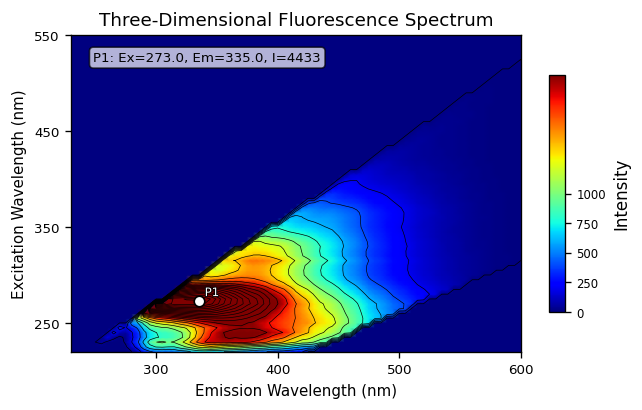 Three-Dimensional Fluorescence Spectrum
P1: Ex=273.0, Em=335.0, I=4433
P1
550
450
350
250
300
400
500
600
Excitation Wavelength (nm)
Emission Wavelength (nm)
1000
750
500
250
0
Intensity